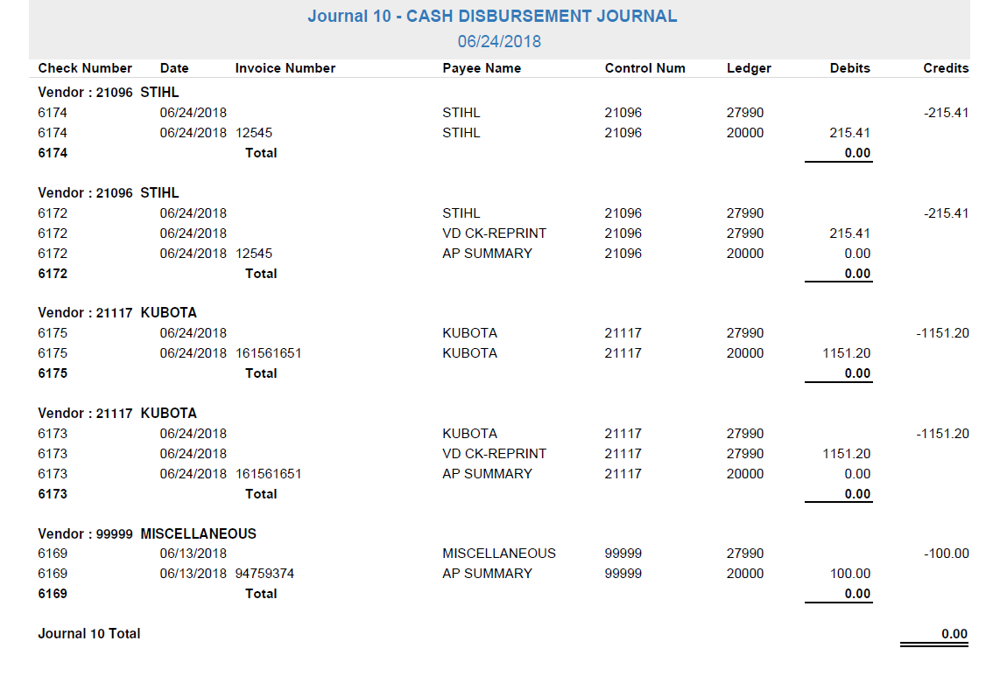 Journal 10 - CASH DISBURSEMENT JOURNAL
06/24/2018
Check Number Date Invoice Number Payee Name Control Num Ledger Debits Credits
Vendor : 21096 STIHL
6174 06/24/2018 STIHL 21096 27990 -215.41
6174 06/24/2018 12545 STIHL 21096 20000 215.41
6174 Total 0.00
Vendor : 21096 STIHL
6172 06/24/2018 STIHL 21096 27990 -215.41
6172 06/24/2018 VD CK-REPRINT 21096 27990 215.41
6172 06/24/2018 12545 AP SUMMARY 21096 20000 0.00
6172 Total 0.00
Vendor : 21117 KUBOTA
6175 06/24/2018 KUBOTA 21117 27990 -1151.20
6175 06/24/2018 161561651 KUBOTA 21117 20000 1151.20
6175 Total 0.00
Vendor : 21117 KUBOTA
6173 06/24/2018 KUBOTA 21117 27990 -1151.20
6173 06/24/2018 VD CK-REPRINT 21117 27990 1151.20
6173 06/24/2018 161561651 AP SUMMARY 21117 20000 0.00
6173 Total 0.00
Vendor : 99999 MISCELLANEOUS
6169 06/13/2018 MISCELLANEOUS 99999 27990 -100.00
6169 06/13/2018 94759374 AP SUMMARY 99999 20000 100.00
6169 Total 0.00
Journal 10 Total 0.00